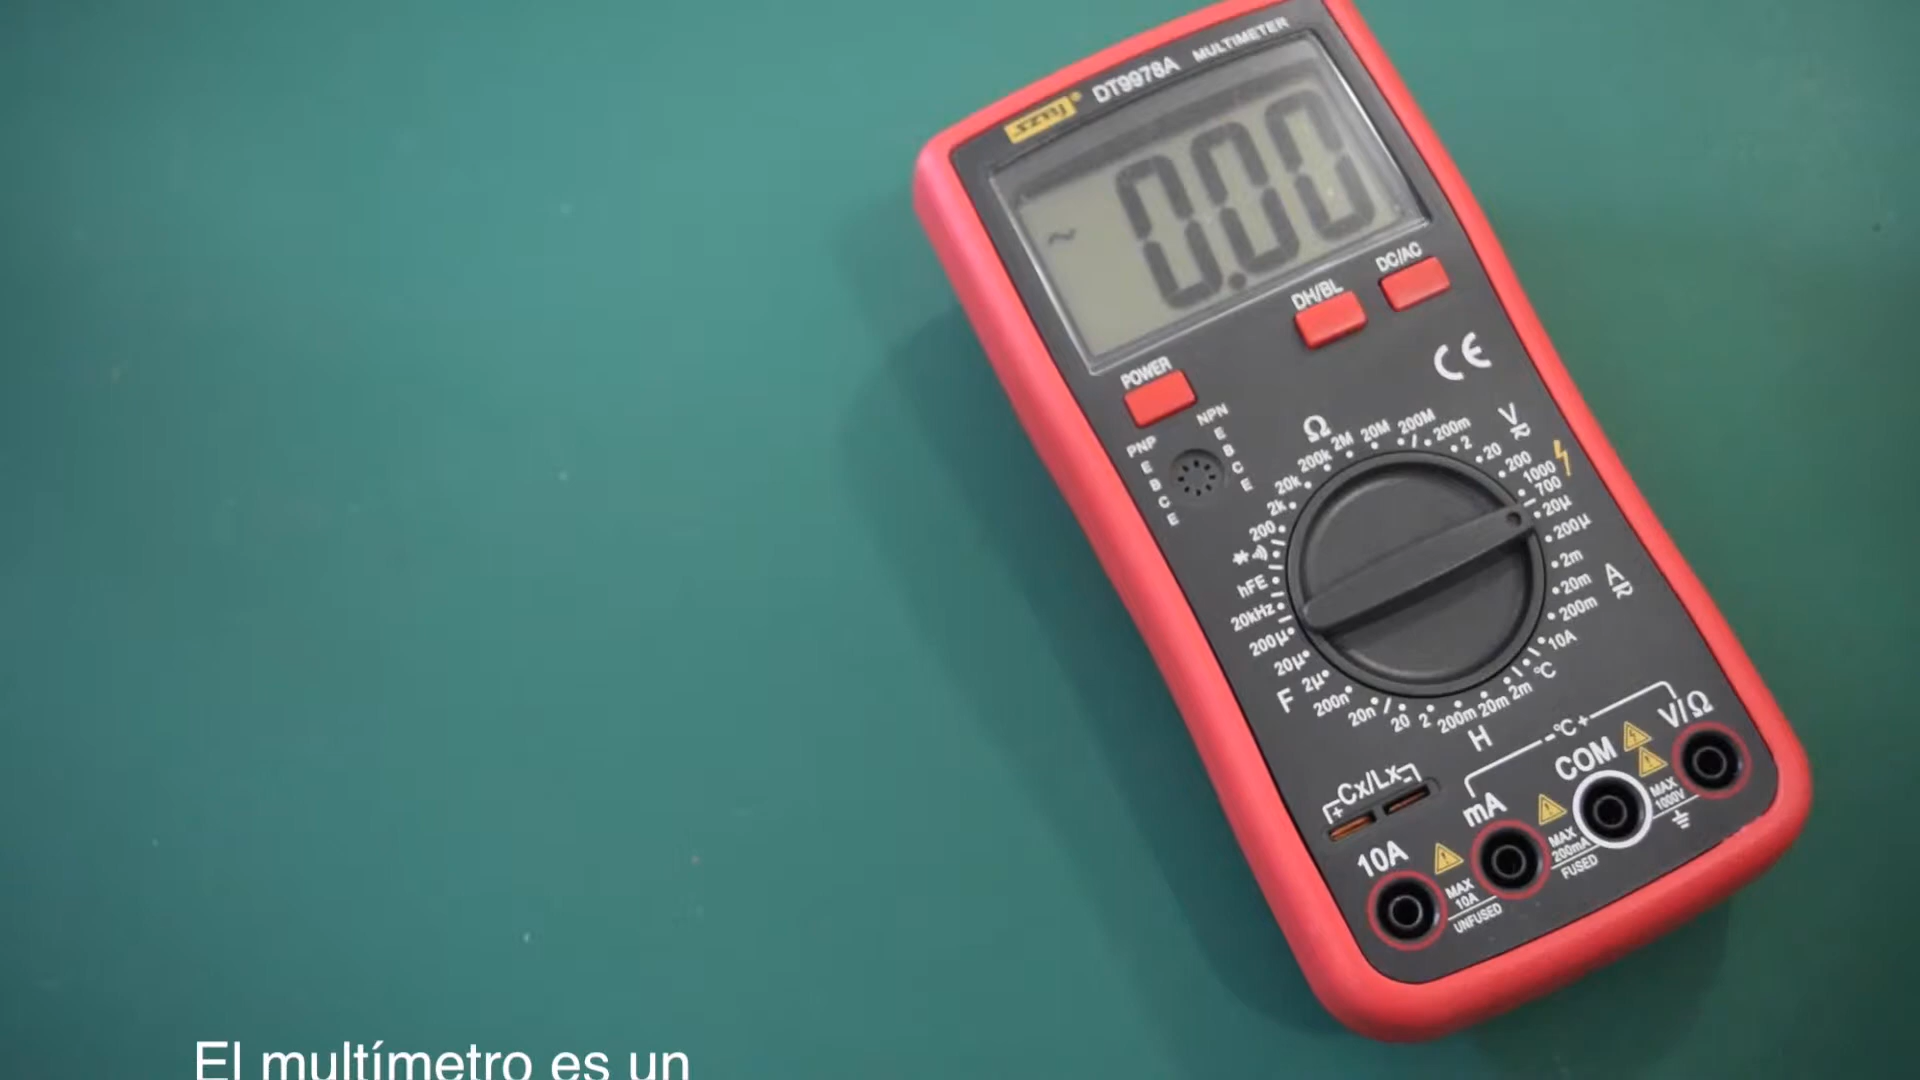 SZBJ
DT9978A MULTIMETER
0.00
~
DC/AC
DH/BL
CE
POWER
NPN
PNP
E
B
C
E
E
B
C
E
Ω
2M
20M
200M
200k
20k
2k
200
hFE
20kHz
V
200m
2
20
200
1000
700
A
20µ
200µ
2m
20m
200m
10A
°C
F
200µ
20µ
2µ
200n
20n
H
20
2
200m
20m
2m
+Cx/Lx-
-°C+
V/Ω
COM
mA
10A
MAX
1000V
MAX
200mA
FUSED
MAX
10A
UNFUSED
El multímetro es un